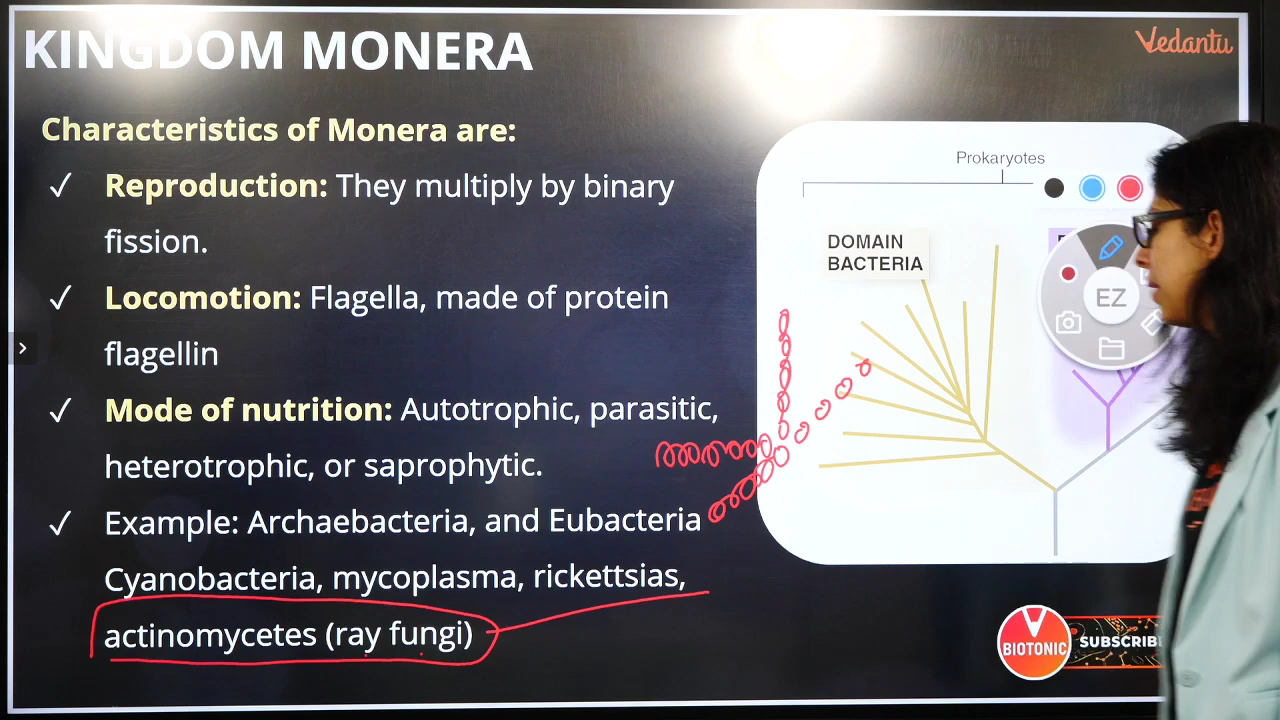 KINGDOM MONERA
Vedantu
Characteristics of Monera are:
✓ Reproduction: They multiply by binary
fission.
✓ Locomotion: Flagella, made of protein
flagellin
✓ Mode of nutrition: Autotrophic, parasitic,
heterotrophic, or saprophytic.
✓ Example: Archaebacteria, and Eubacteria
Cyanobacteria, mycoplasma, rickettsias,
actinomycetes (ray fungi)
Prokaryotes
DOMAIN
BACTERIA
EZ
BIOTONIC